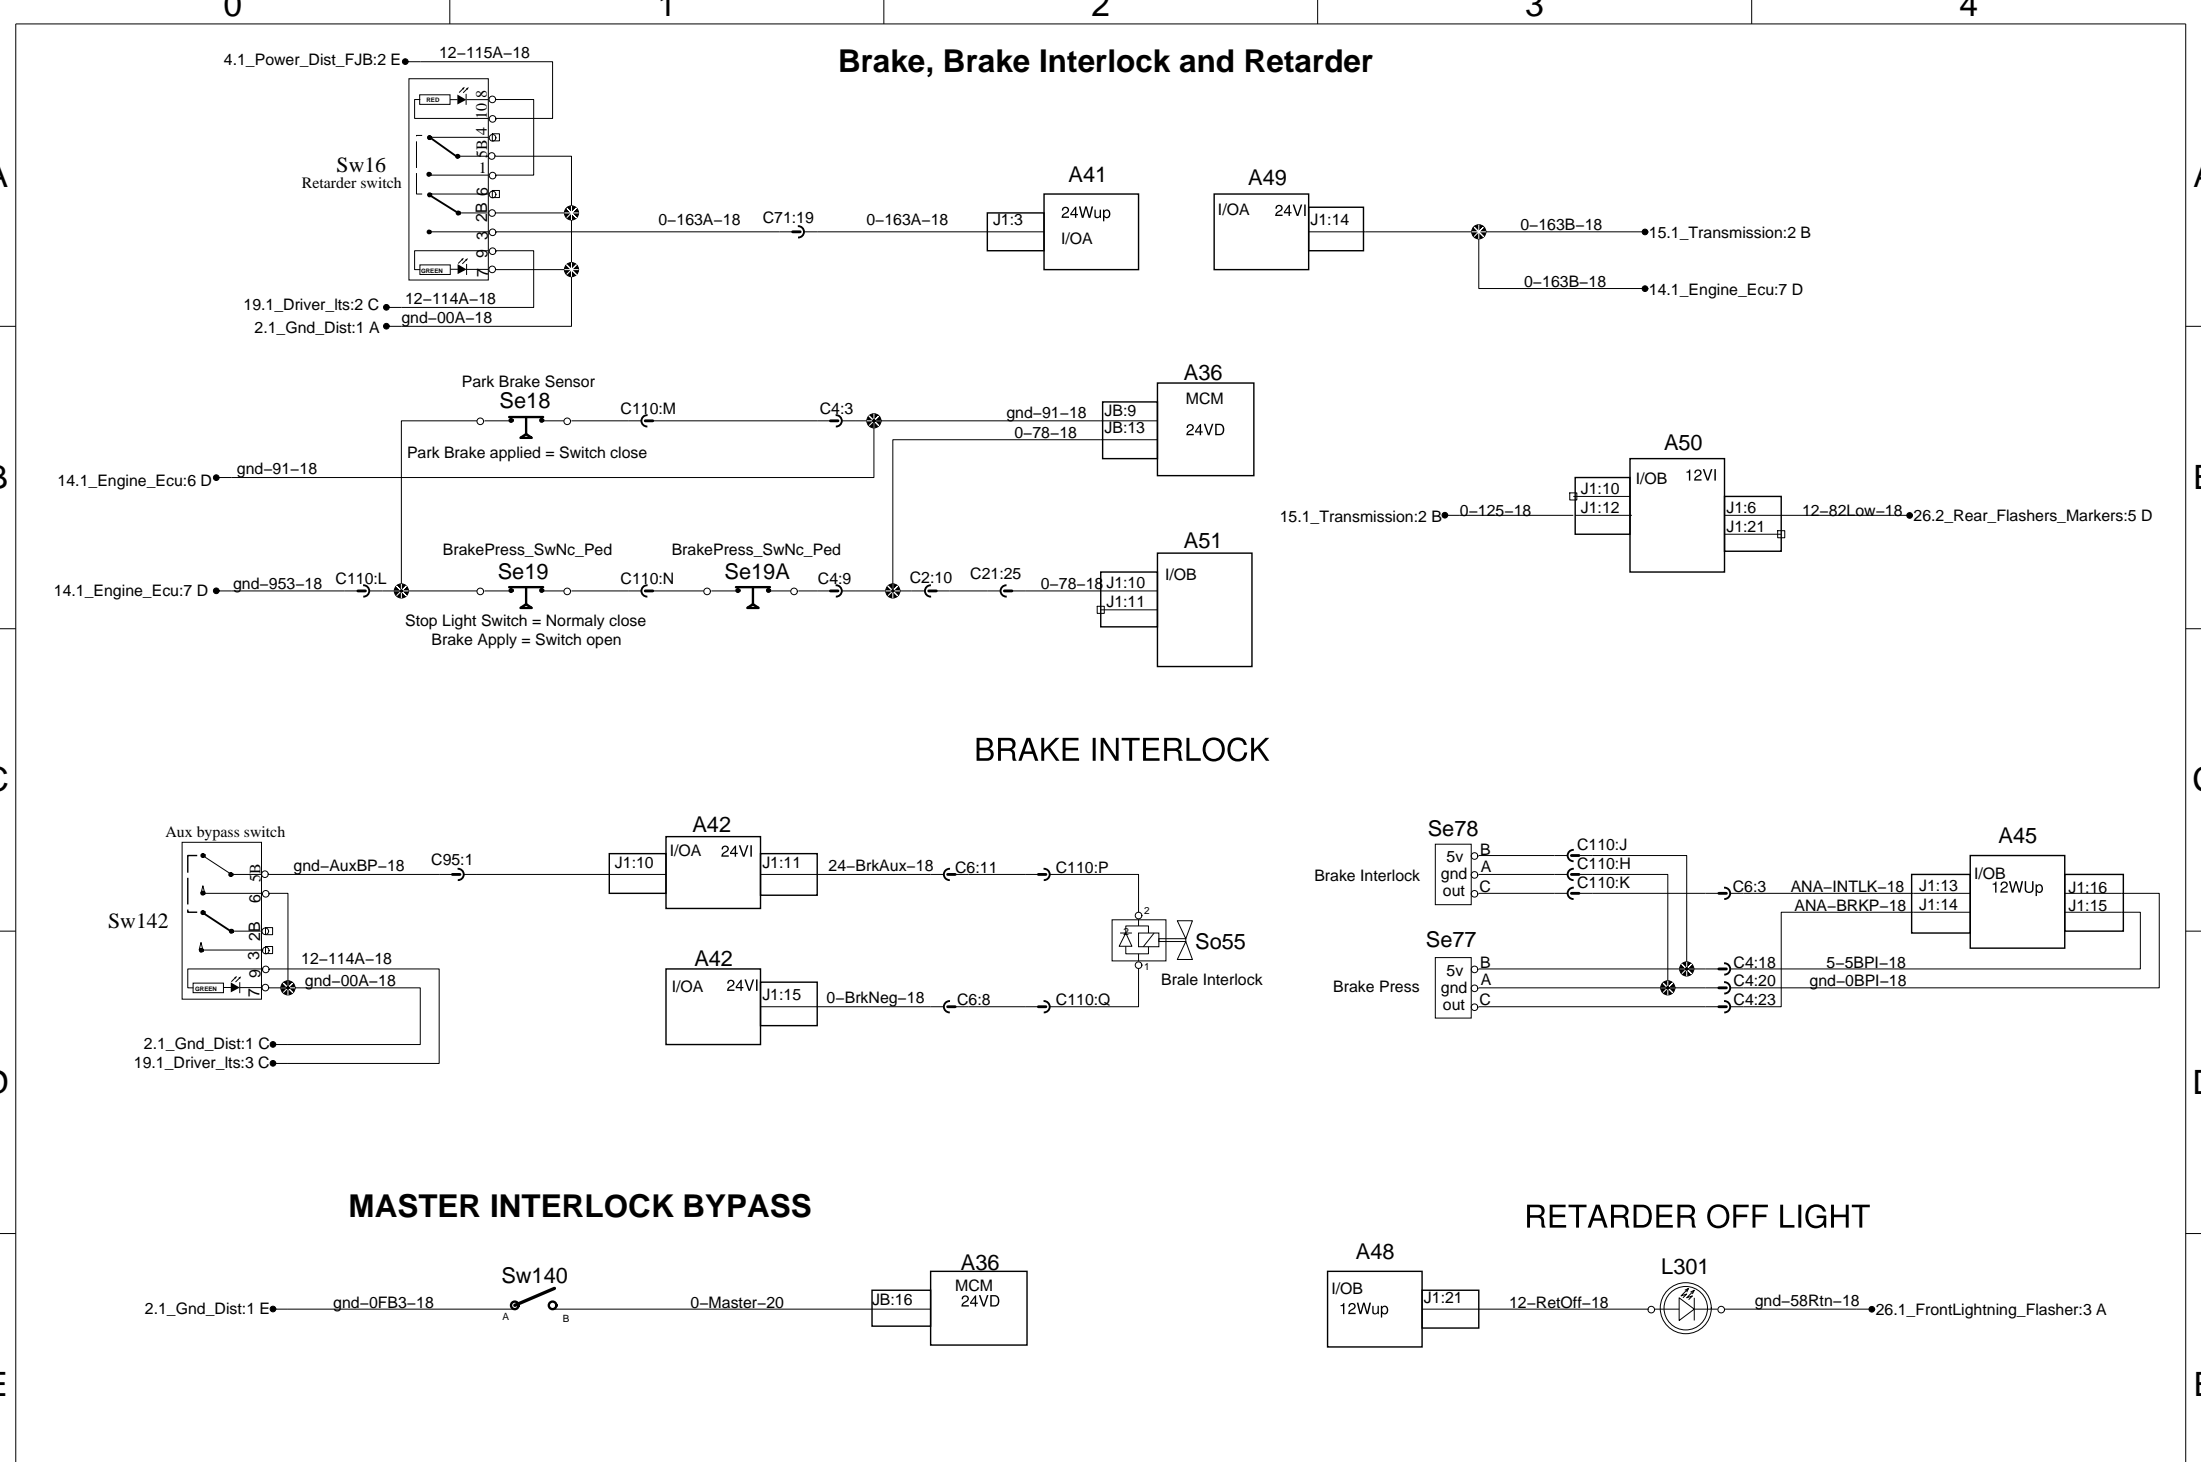 0 1 2 3 4
Brake, Brake Interlock and Retarder
4.1_Power_Dist_FJB:2 E
12-115A-18
RED
8
10
4
5B
1
6
2B
3
9
7
GREEN
A
Sw16
Retarder switch
0-163A-18
C71:19
0-163A-18
A41
J1:3
24Wup
I/OA
A49
I/OA 24VI
J1:14
0-163B-18
15.1_Transmission:2 B
0-163B-18
14.1_Engine_Ecu:7 D
A
19.1_Driver_lts:2 C
12-114A-18
2.1_Gnd_Dist:1 A
gnd-00A-18
Park Brake Sensor
Se18
C110:M
C4:3
Park Brake applied = Switch close
gnd-91-18
0-78-18
A36
JB:9
JB:13
MCM
24VD
B
14.1_Engine_Ecu:6 D
gnd-91-18
A50
I/OB 12VI
J1:10
J1:12
J1:6
J1:21
15.1_Transmission:2 B
0-125-18
12-82Low-18
26.2_Rear_Flashers_Markers:5 D
14.1_Engine_Ecu:7 D
gnd-953-18
C110:L
BrakePress_SwNc_Ped
Se19
C110:N
BrakePress_SwNc_Ped
Se19A
C4:9
C2:10
C21:25
0-78-18
A51
J1:10
J1:11
I/OB
Stop Light Switch = Normaly close
Brake Apply = Switch open
BRAKE INTERLOCK
C
Aux bypass switch
Sw142
5B
6
2B
3
9
7
GREEN
gnd-AuxBP-18
C95:1
A42
J1:10
I/OA 24VI
J1:11
24-BrkAux-18
C6:11
C110:P
2
So55
1
Brale Interlock
A42
I/OA 24VI
J1:15
0-BrkNeg-18
C6:8
C110:Q
12-114A-18
gnd-00A-18
2.1_Gnd_Dist:1 C
19.1_Driver_lts:3 C
Se78
Brake Interlock
5v B
gnd A
out C
C110:J
C110:H
C110:K
C6:3
ANA-INTLK-18
ANA-BRKP-18
A45
J1:13
J1:14
I/OB
12WUp
J1:16
J1:15
Se77
Brake Press
5v B
gnd A
out C
C4:18
C4:20
C4:23
5-5BPI-18
gnd-0BPI-18
D
MASTER INTERLOCK BYPASS
2.1_Gnd_Dist:1 E
gnd-0FB3-18
Sw140
A
B
0-Master-20
A36
JB:16
MCM
24VD
RETARDER OFF LIGHT
A48
I/OB
12Wup
J1:21
12-RetOff-18
L301
gnd-58Rtn-18
26.1_FrontLightning_Flasher:3 A
E